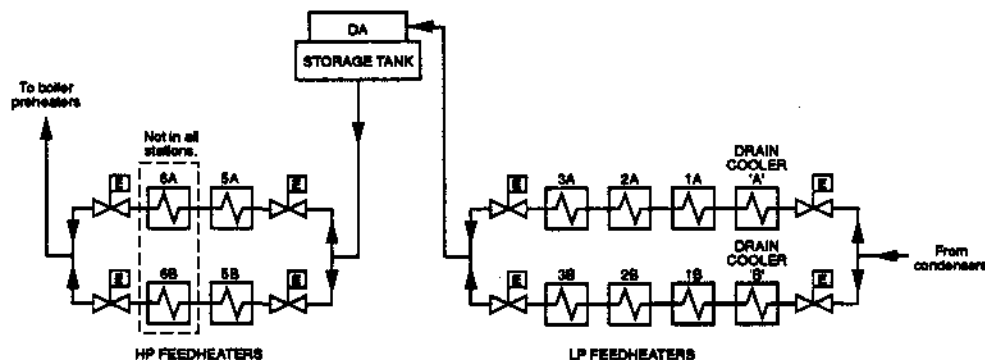 DA
STORAGE TANK
To boiler
preheaters
Not in all
stations.
E
6A
5A
E
E
3A
2A
1A
DRAIN
COOLER
'A'
E
From
condensers
E
6B
5B
E
E
3B
2B
1B
DRAIN
COOLER
'B'
E
HP FEEDHEATERS
LP FEEDHEATERS